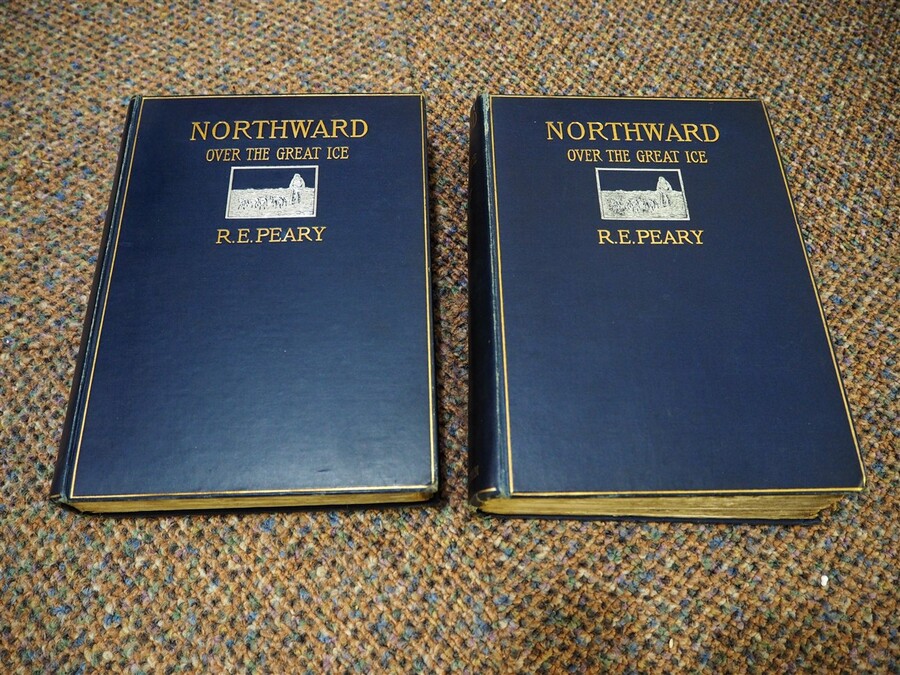 NORTHWARD
OVER THE GREAT ICE
R.E.PEARY
NORTHWARD
OVER THE GREAT ICE
R.E.PEARY